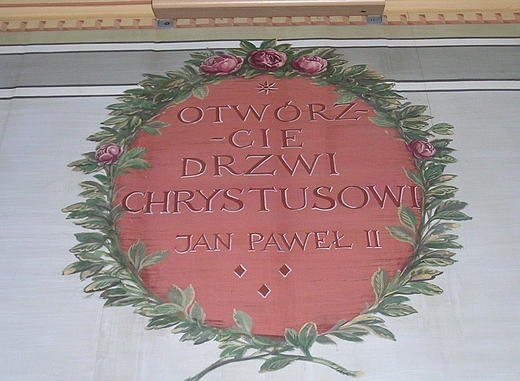 OTWÓRZ-
-CIE
DRZWI
CHRYSTUSOWI
JAN PAWEŁ II